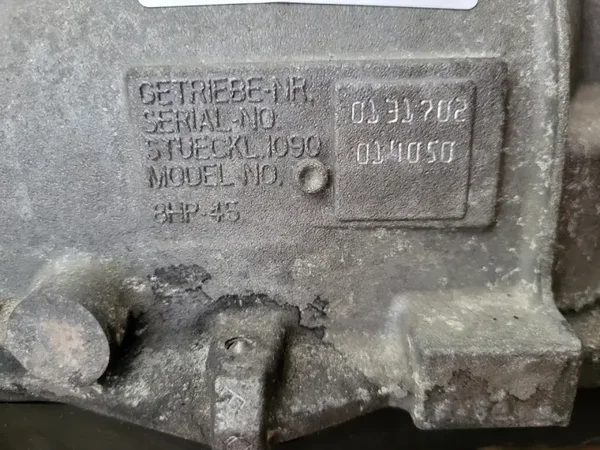 GETRIEBE-NR.
SERIAL-NO
STUECKL.1090
MODEL NO.
8HP-45
0131702
014050